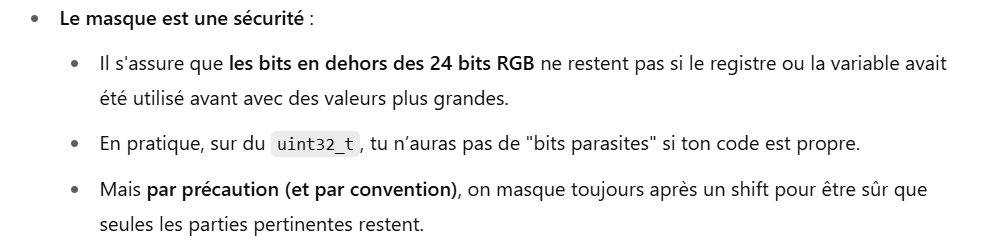 • Le masque est une sécurité :
• Il s'assure que les bits en dehors des 24 bits RGB ne restent pas si le registre ou la variable avait
été utilisé avant avec des valeurs plus grandes.
• En pratique, sur du uint32_t, tu n’auras pas de "bits parasites" si ton code est propre.
• Mais par précaution (et par convention), on masque toujours après un shift pour être sûr que
seules les parties pertinentes restent.